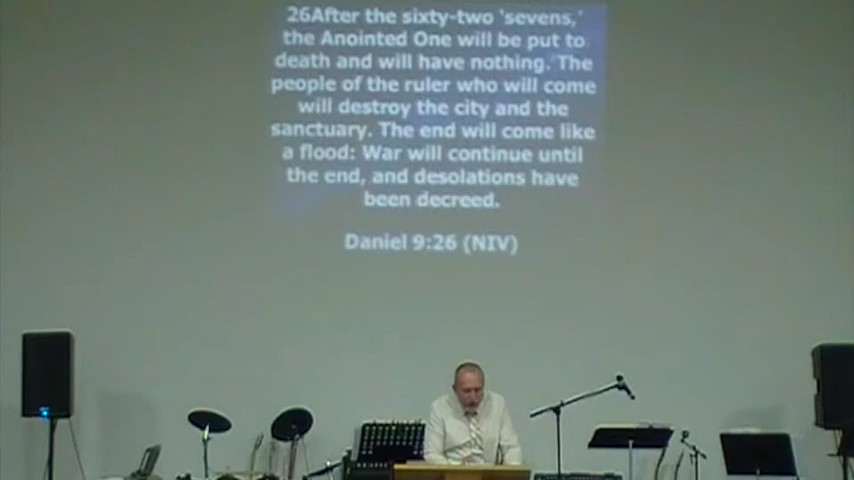 26After the sixty-two 'sevens,'
the Anointed One will be put to
death and will have nothing. The
people of the ruler who will come
will destroy the city and the
sanctuary. The end will come like
a flood: War will continue until
the end, and desolations have
been decreed.
Daniel 9:26 (NIV)